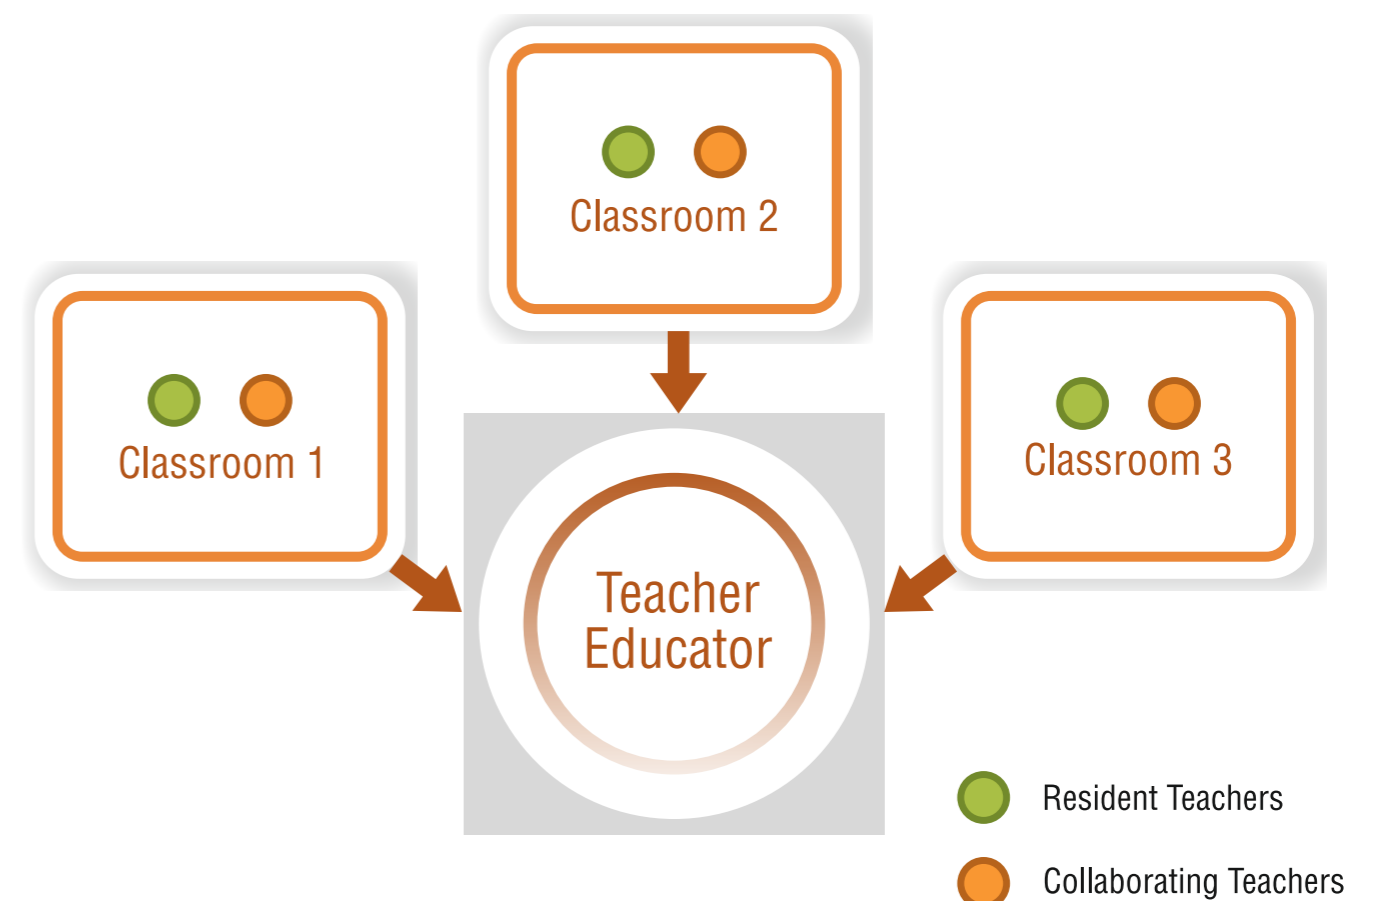 Classroom 2
Classroom 1
Classroom 3
Teacher
Educator
Resident Teachers
Collaborating Teachers